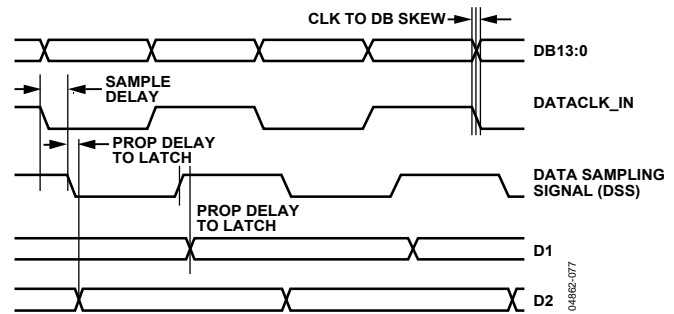 CLK TO DB SKEW
DB13:0
SAMPLE
DELAY
DATACLK_IN
PROP DELAY
TO LATCH
DATA SAMPLING
SIGNAL (DSS)
PROP DELAY
TO LATCH
D1
D2
04862-077